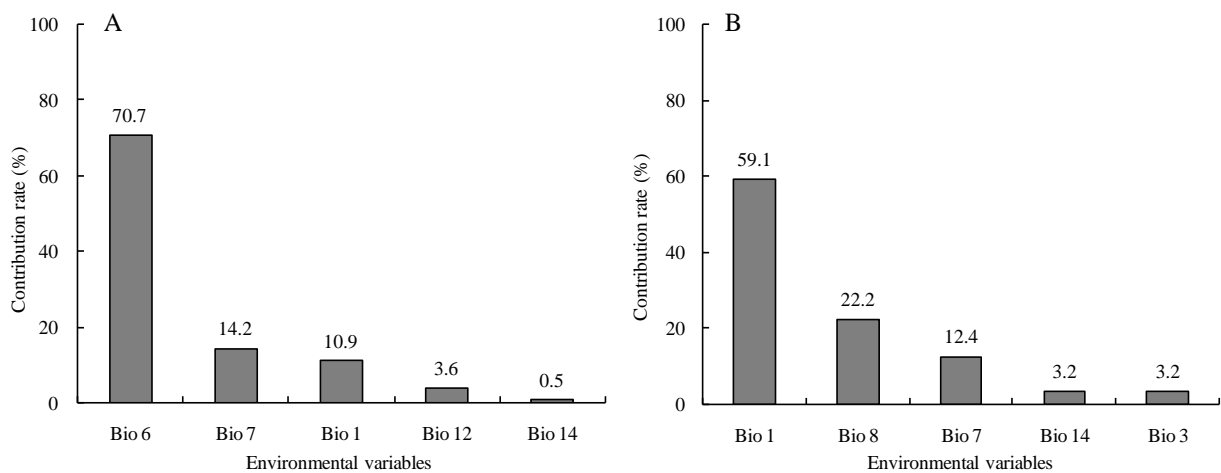 A
Contribution rate (%)
100
80
60
40
20
0
70.7
14.2
10.9
3.6
0.5
Bio 6
Bio 7
Bio 1
Bio 12
Bio 14
Environmental variables
B
Contribution rate (%)
100
80
60
40
20
0
59.1
22.2
12.4
3.2
3.2
Bio 1
Bio 8
Bio 7
Bio 14
Bio 3
Environmental variables